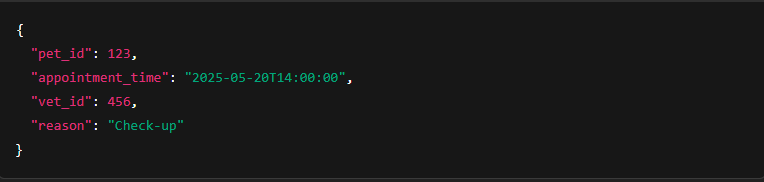 {
"pet_id": 123,
"appointment_time": "2025-05-20T14:00:00",
"vet_id": 456,
"reason": "Check-up"
}